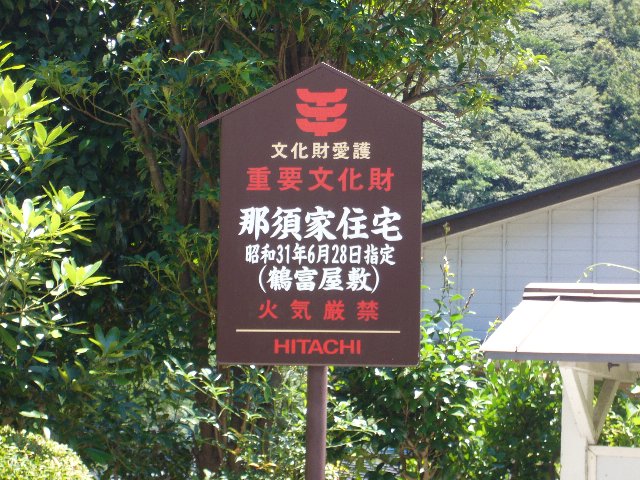 文化財愛護
重要文化財
那須家住宅
昭和31年6月28日指定
(鶴富屋敷)
火気厳禁
HITACHI